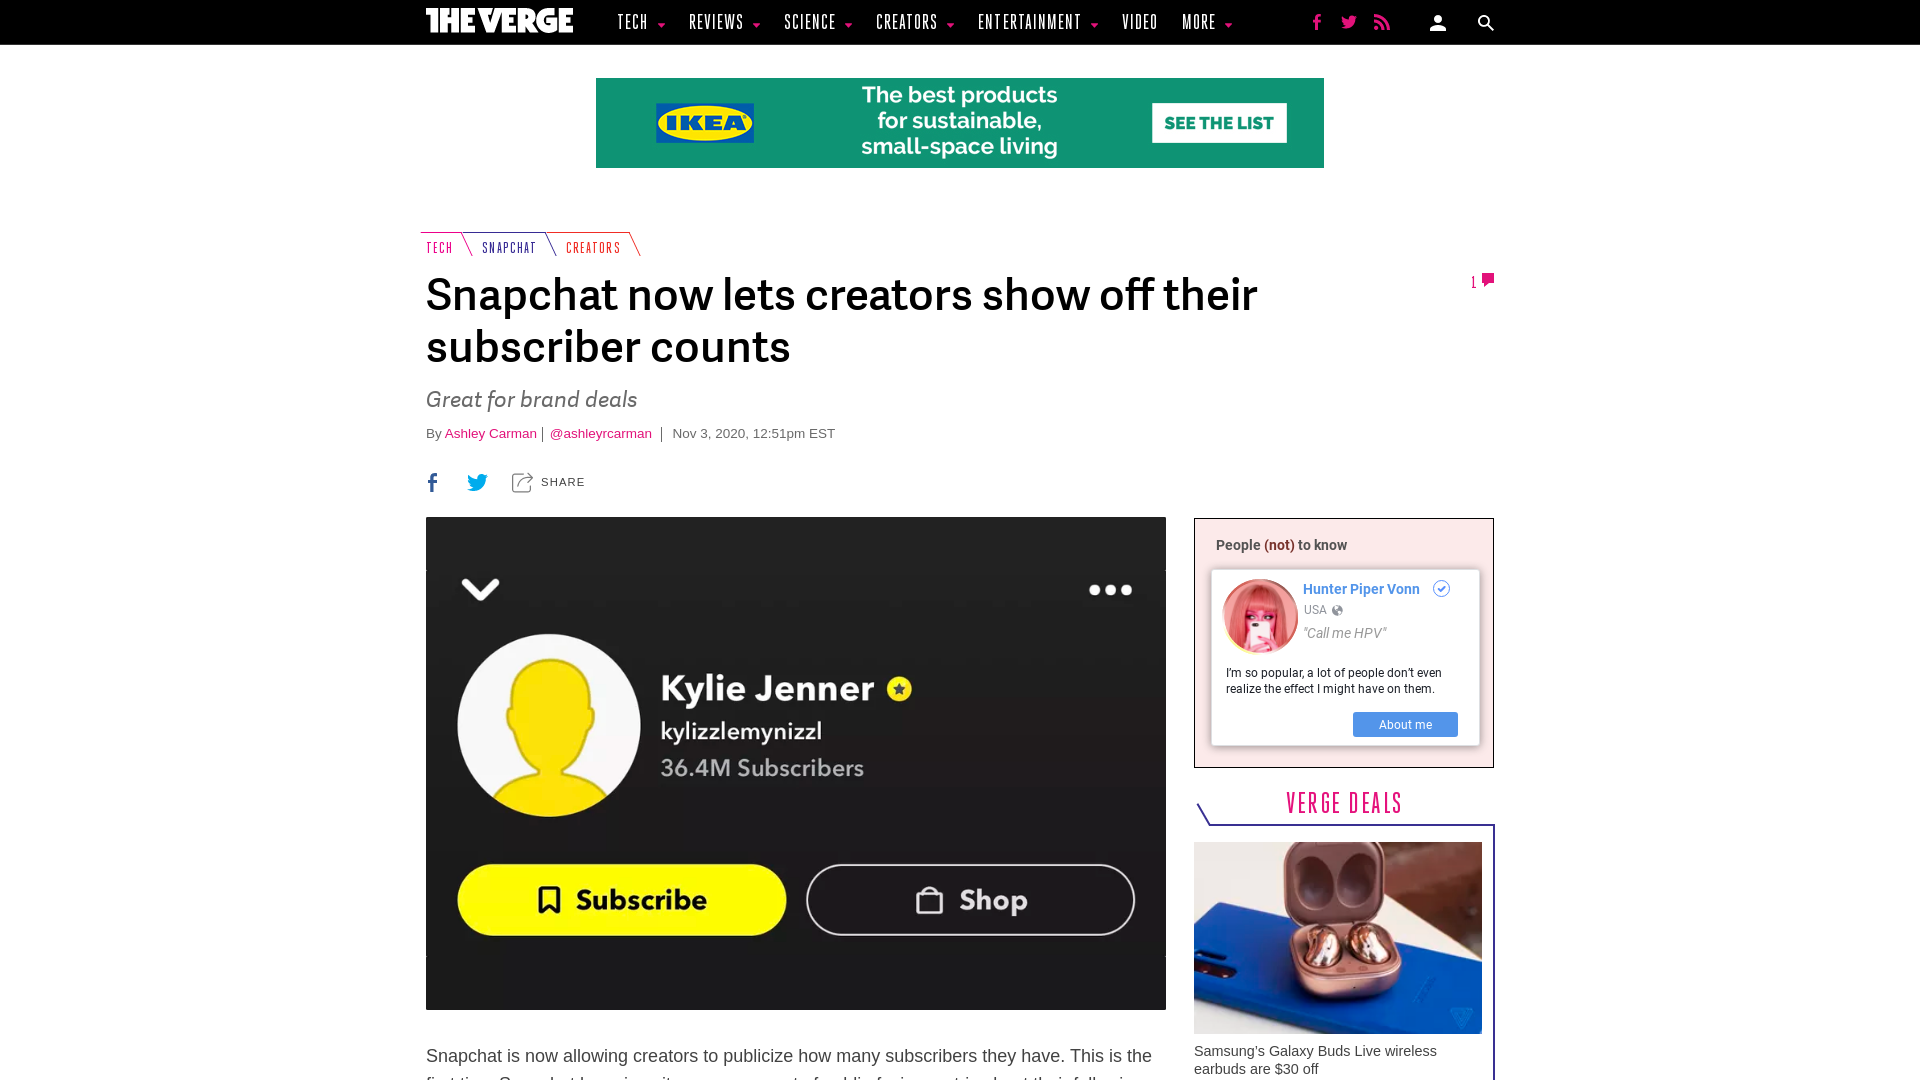 THE VERGE
TECH REVIEWS SCIENCE CREATORS ENTERTAINMENT VIDEO MORE
IKEA
The best products
for sustainable,
small-space living
SEE THE LIST
TECH SNAPCHAT CREATORS
Snapchat now lets creators show off their
subscriber counts
1
Great for brand deals
By Ashley Carman @ashleyrcarman Nov 3, 2020, 12:51pm EST
SHARE
Kylie Jenner
kylizzlemynizzl
36.4M Subscribers
Subscribe
Shop
People (not) to know
Hunter Piper Vonn
USA
"Call me HPV"
I'm so popular, a lot of people don't even
realize the effect I might have on them.
About me
VERGE DEALS
Samsung’s Galaxy Buds Live wireless
earbuds are $30 off
Snapchat is now allowing creators to publicize how many subscribers they have. This is the